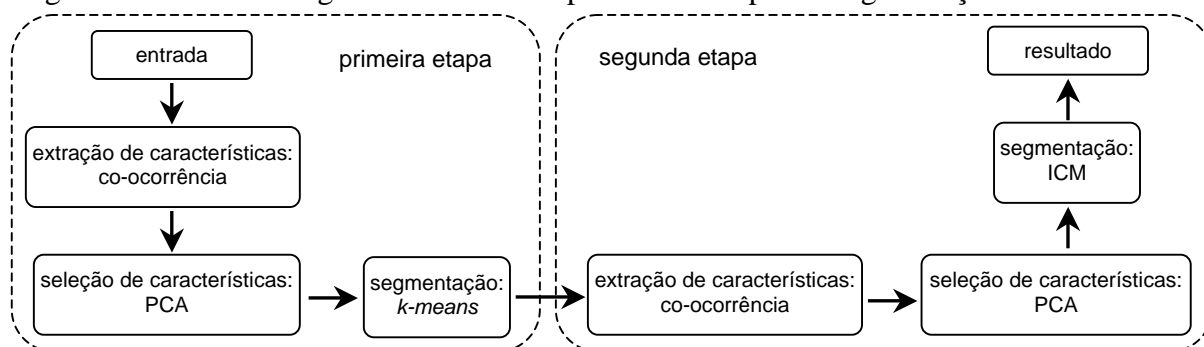 entrada
primeira etapa
extração de características:
co-ocorrência
seleção de características:
PCA
segmentação:
k-means
segunda etapa
extração de características:
co-ocorrência
seleção de características:
PCA
segmentação:
ICM
resultado